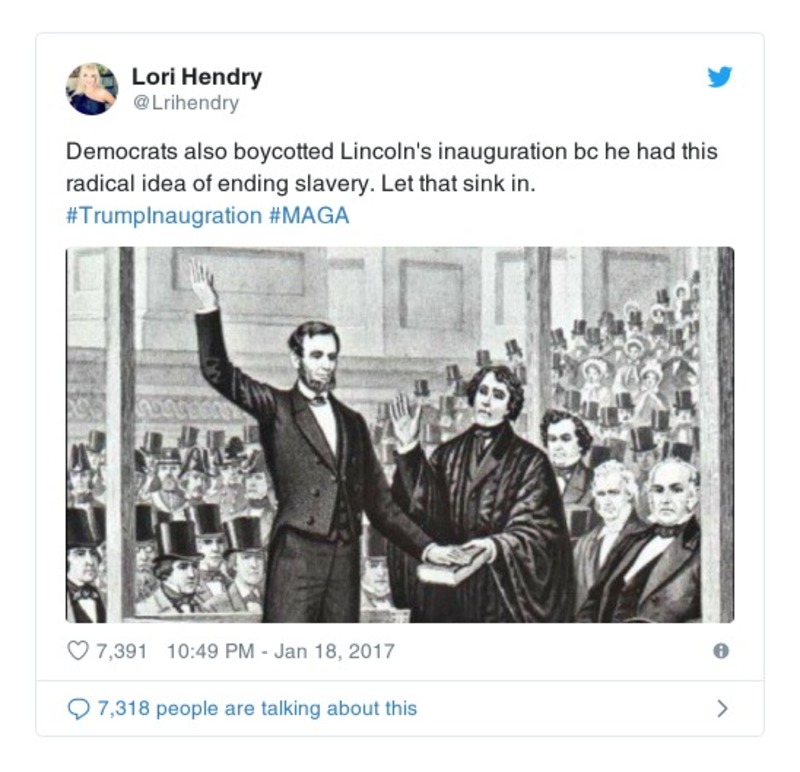 Lori Hendry
@Lrihendry
Democrats also boycotted Lincoln's inauguration bc he had this
radical idea of ending slavery. Let that sink in.
#TrumpInaugration #MAGA
7,391 10:49 PM - Jan 18, 2017
7,318 people are talking about this